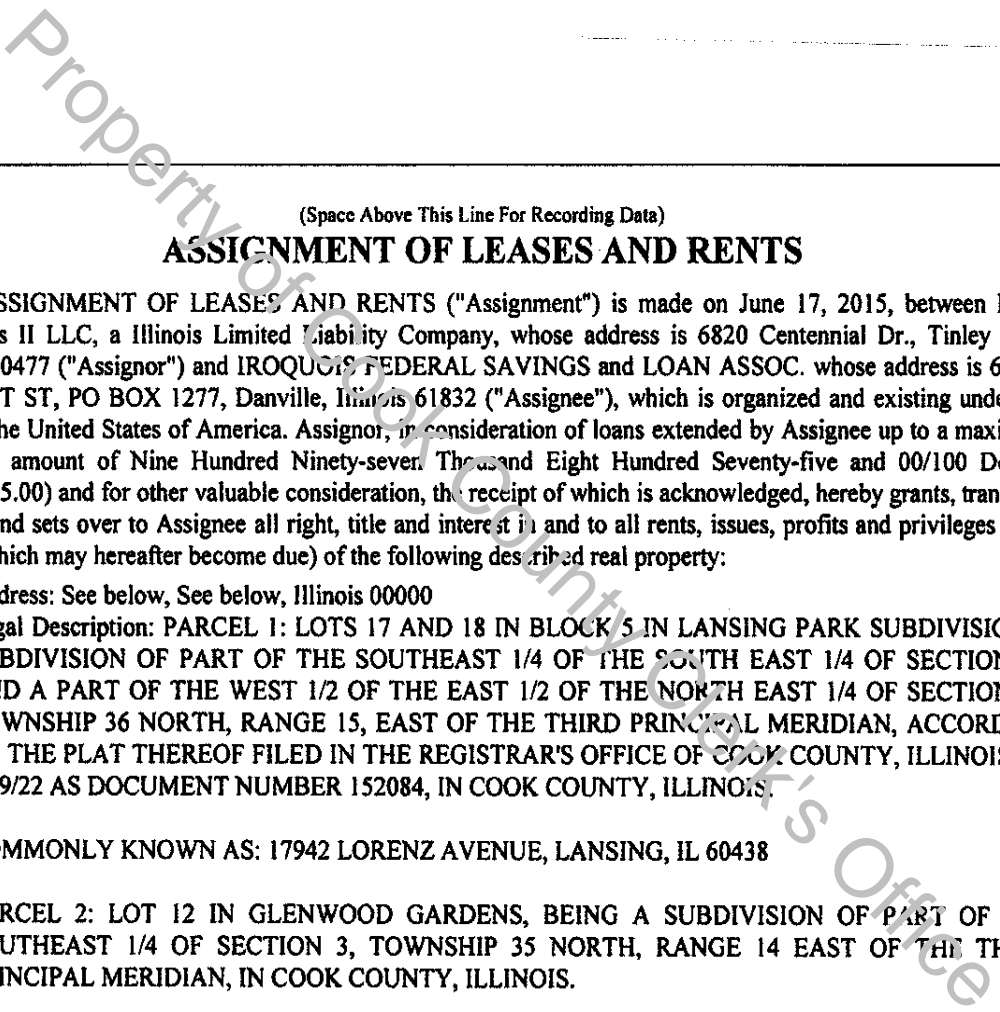 (Space Above This Line For Recording Data)
ASSIGNMENT OF LEASES AND RENTS
SSIGNMENT OF LEASES AND RENTS ("Assignment") is made on June 17, 2015, between
s II LLC, a Illinois Limited Liability Company, whose address is 6820 Centennial Dr., Tinley
0477 ("Assignor") and IROQUOIS FEDERAL SAVINGS and LOAN ASSOC. whose address is 6
T ST, PO BOX 1277, Danville, Illinois 61832 ("Assignee"), which is organized and existing unde
he United States of America. Assignor, in consideration of loans extended by Assignee up to a maxi
amount of Nine Hundred Ninety-seven Thousand Eight Hundred Seventy-five and 00/100 D
5.00) and for other valuable consideration, the receipt of which is acknowledged, hereby grants, tran
nd sets over to Assignee all right, title and interest in and to all rents, issues, profits and privileges
hich may hereafter become due) of the following described real property:
dress: See below, See below, Illinois 00000
gal Description: PARCEL 1: LOTS 17 AND 18 IN BLOCK 5 IN LANSING PARK SUBDIVISI
BDIVISION OF PART OF THE SOUTHEAST 1/4 OF THE SOUTH EAST 1/4 OF SECTION
D A PART OF THE WEST 1/2 OF THE EAST 1/2 OF THE NORTH EAST 1/4 OF SECTION
WNSHIP 36 NORTH, RANGE 15, EAST OF THE THIRD PRINCIPAL MERIDIAN, ACCORD
THE PLAT THEREOF FILED IN THE REGISTRAR'S OFFICE OF COOK COUNTY, ILLINOIS
9/22 AS DOCUMENT NUMBER 152084, IN COOK COUNTY, ILLINOIS.
MMONLY KNOWN AS: 17942 LORENZ AVENUE, LANSING, IL 60438
RCEL 2: LOT 12 IN GLENWOOD GARDENS, BEING A SUBDIVISION OF PART OF
UTHEAST 1/4 OF SECTION 3, TOWNSHIP 35 NORTH, RANGE 14 EAST OF THE TH
INCIPAL MERIDIAN, IN COOK COUNTY, ILLINOIS.
Property of Cook County Clerk's Office